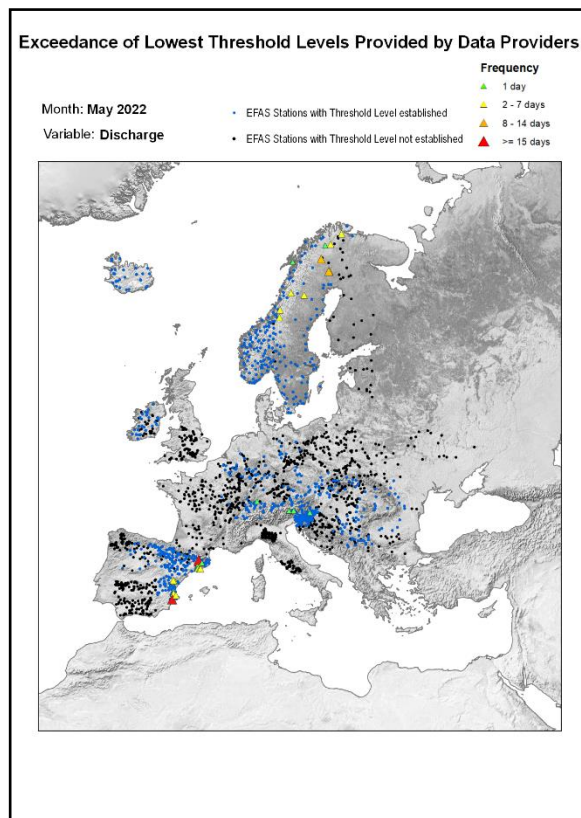 Exceedance of Lowest Threshold Levels Provided by Data Providers
Frequency
1 day
2 - 7 days
8 - 14 days
>= 15 days
Month: May 2022
Variable: Discharge
EFAS Stations with Threshold Level established
EFAS Stations with Threshold Level not established